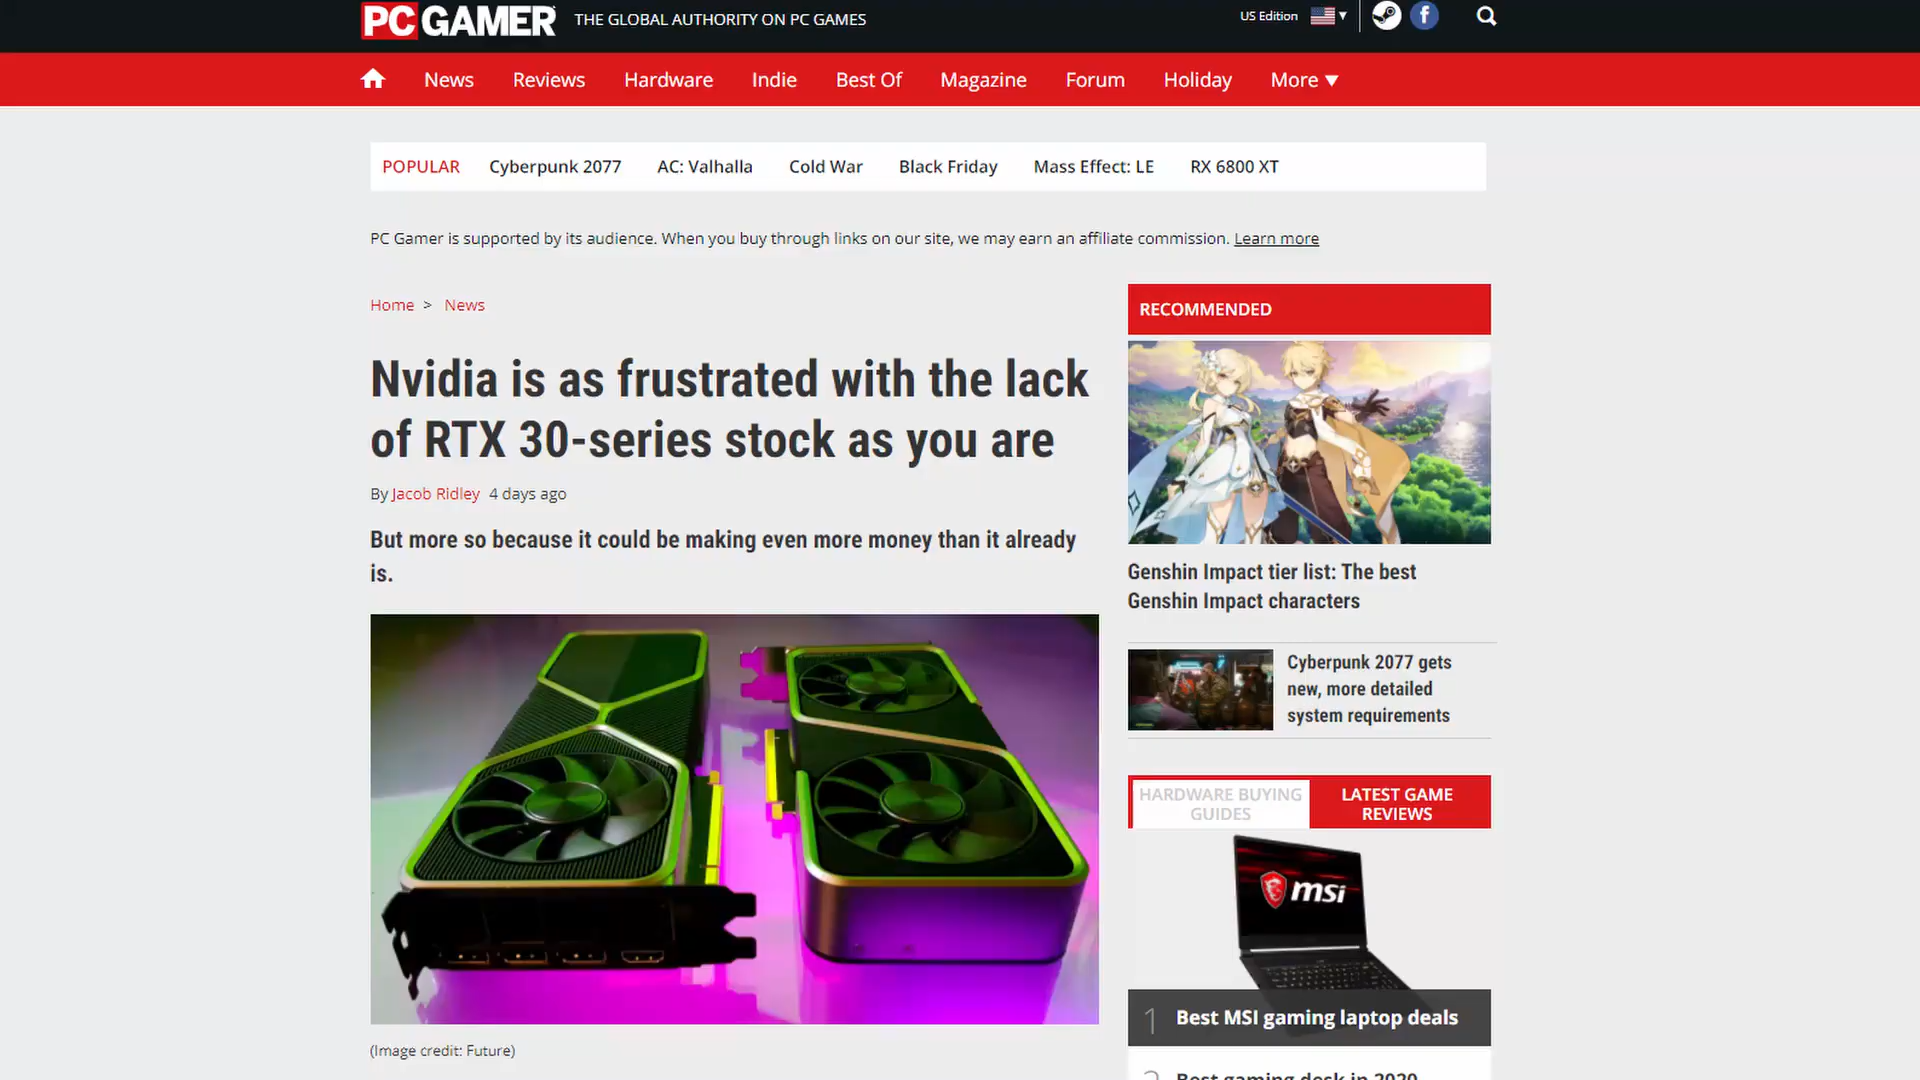 PC GAMER THE GLOBAL AUTHORITY ON PC GAMES US Edition
News Reviews Hardware Indie Best Of Magazine Forum Holiday More
POPULAR Cyberpunk 2077 AC: Valhalla Cold War Black Friday Mass Effect: LE RX 6800 XT
PC Gamer is supported by its audience. When you buy through links on our site, we may earn an affiliate commission. Learn more
Home > News
Nvidia is as frustrated with the lack
of RTX 30-series stock as you are
By Jacob Ridley 4 days ago
But more so because it could be making even more money than it already
is.
(Image credit: Future)
RECOMMENDED
Genshin Impact tier list: The best
Genshin Impact characters
Cyberpunk 2077 gets
new, more detailed
system requirements
HARDWARE BUYING
GUIDES
LATEST GAME
REVIEWS
msi
1 Best MSI gaming laptop deals
2 Best gaming desk in 2020